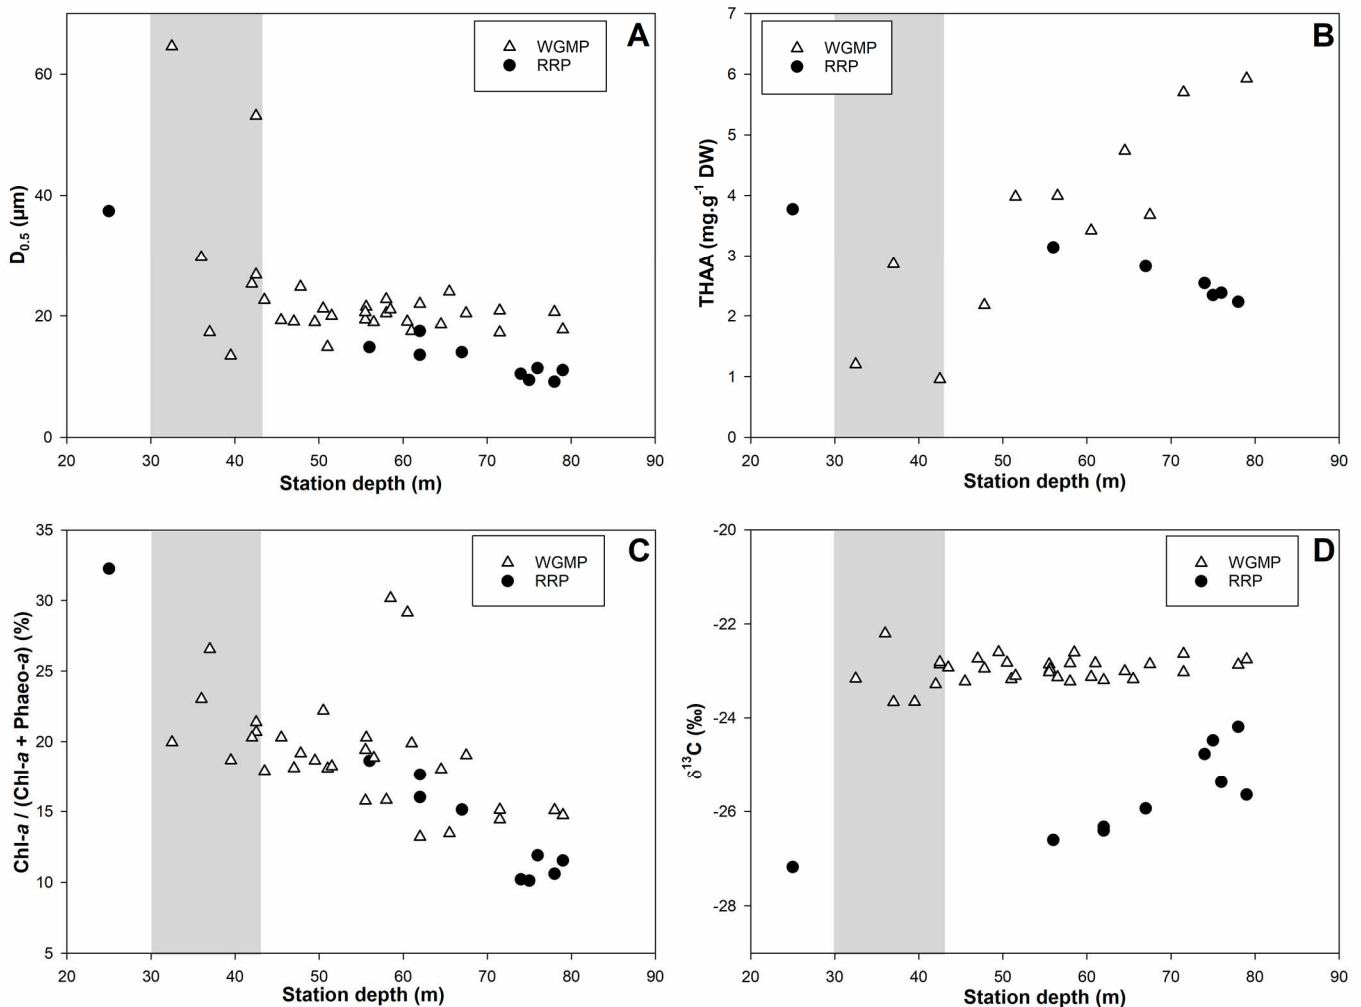 A
WGMP
RRP
60
40
20
0
D0.5 (µm)
20 30 40 50 60 70 80 90
Station depth (m)
B
WGMP
RRP
7
6
5
4
3
2
1
0
THAA (mg.g-1 DW)
20 30 40 50 60 70 80 90
Station depth (m)
C
WGMP
RRP
35
30
25
20
15
10
5
Chl-a / (Chl-a + Phaeo-a) (%)
20 30 40 50 60 70 80 90
Station depth (m)
D
WGMP
RRP
-20
-22
-24
-26
-28
δ13C (‰)
20 30 40 50 60 70 80 90
Station depth (m)